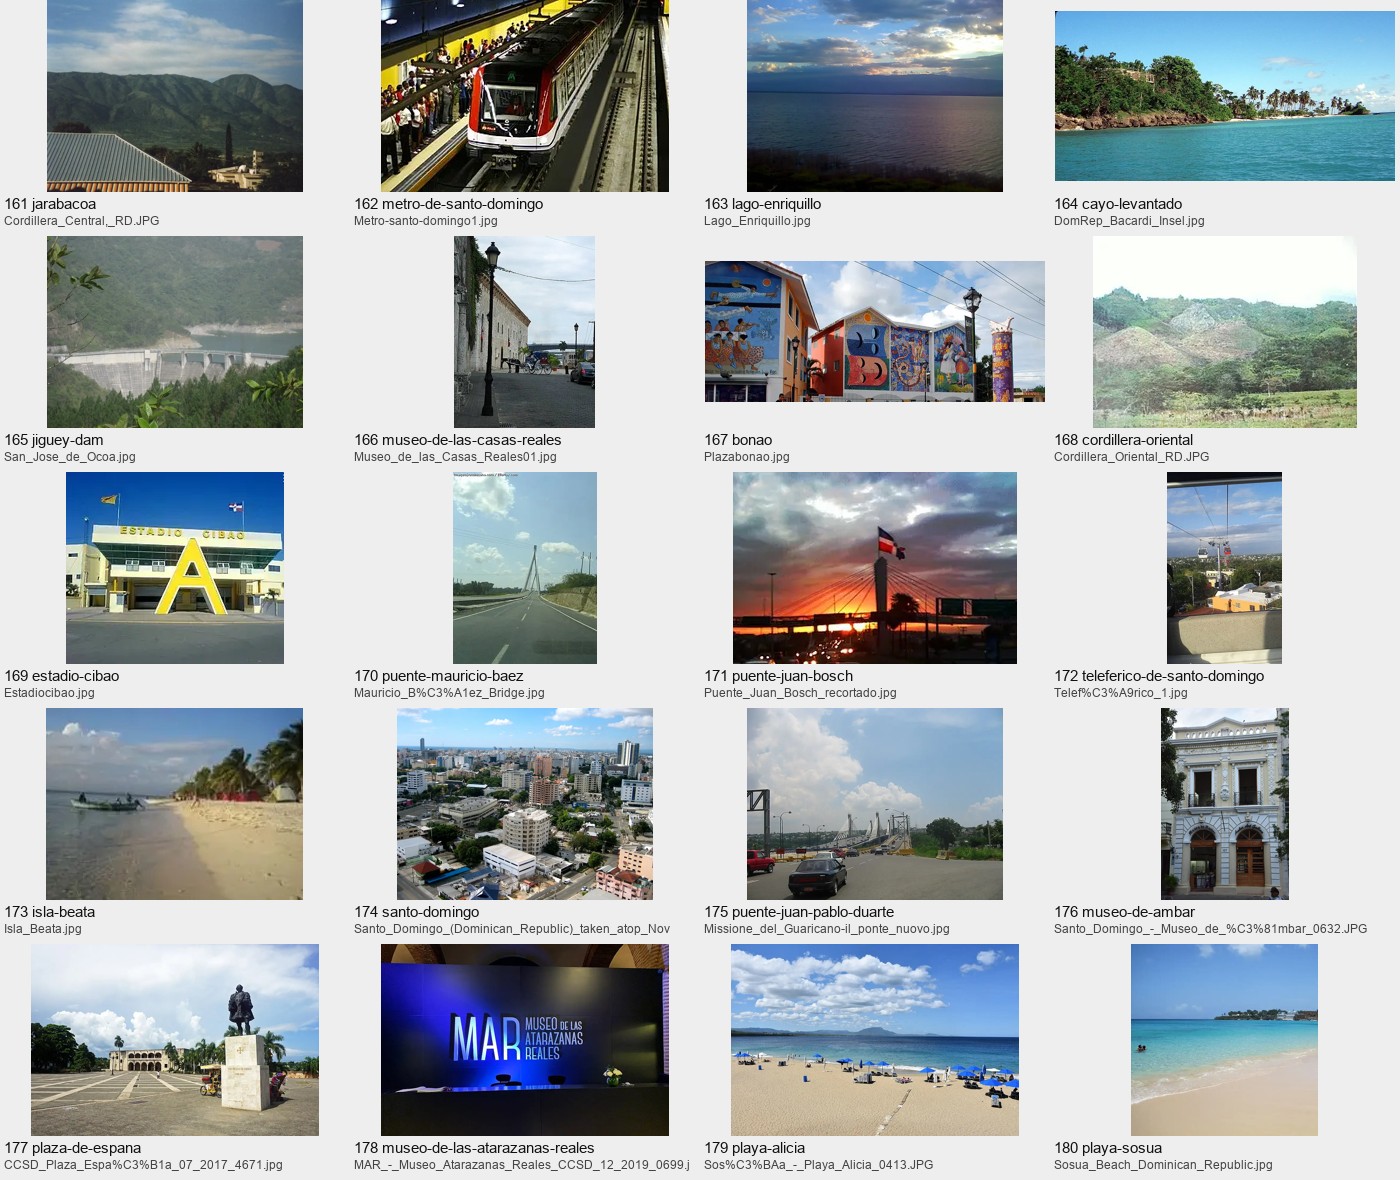 161 jarabacoa
Cordillera_Central,_RD.JPG
162 metro-de-santo-domingo
Metro-santo-domingo1.jpg
163 lago-enriquillo
Lago_Enriquillo.jpg
164 cayo-levantado
DomRep_Bacardi_Insel.jpg
165 jiguey-dam
San_Jose_de_Ocoa.jpg
166 museo-de-las-casas-reales
Museo_de_las_Casas_Reales01.jpg
167 bonao
Plazabonao.jpg
168 cordillera-oriental
Cordillera_Oriental_RD.JPG
ESTADIO CIBAO
A
169 estadio-cibao
Estadiocibao.jpg
170 puente-mauricio-baez
Mauricio_B%C3%A1ez_Bridge.jpg
171 puente-juan-bosch
Puente_Juan_Bosch_recortado.jpg
172 teleferico-de-santo-domingo
Telef%C3%A9rico_1.jpg
173 isla-beata
Isla_Beata.jpg
174 santo-domingo
Santo_Domingo_(Dominican_Republic)_taken_atop_Nov
175 puente-juan-pablo-duarte
Missione_del_Guaricano-il_ponte_nuovo.jpg
176 museo-de-ambar
Santo_Domingo_-_Museo_de_%C3%81mbar_0632.JPG
177 plaza-de-espana
CCSD_Plaza_Espa%C3%B1a_07_2017_4671.jpg
MAR MUSEO DE LAS
ATARAZANAS
REALES
178 museo-de-las-atarazanas-reales
MAR_-_Museo_Atarazanas_Reales_CCSD_12_2019_0699.j
179 playa-alicia
Sos%C3%BAa_-_Playa_Alicia_0413.JPG
180 playa-sosua
Sosua_Beach_Dominican_Republic.jpg